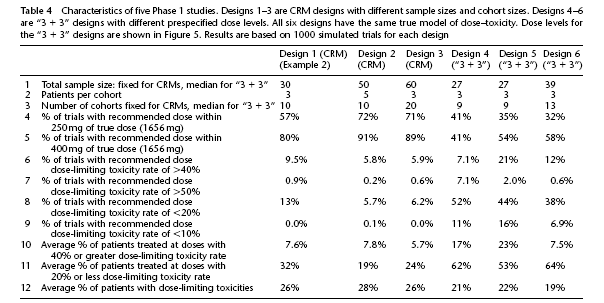 Table 4 Characteristics of five Phase 1 studies. Designs 1–3 are CRM designs with different sample sizes and cohort sizes. Designs 4–6
are “3 + 3” designs with different prespecified dose levels. All six designs have the same true model of dose–toxicity. Dose levels for
the “3 + 3” designs are shown in Figure 5. Results are based on 1000 simulated trials for each design
Design 1 (CRM) Design 2 Design 3 Design 4 Design 5 Design 6
(Example 2) (CRM) (CRM) (“3 + 3”) (“3 + 3”) (“3 + 3”)
1 Total sample size: fixed for CRMs, median for “3 + 3” 30 50 60 27 27 39
2 Patients per cohort 3 5 3 3 3 3
3 Number of cohorts fixed for CRMs, median for “3 + 3” 10 10 20 9 9 13
4 % of trials with recommended dose within 57% 72% 71% 41% 35% 32%
250 mg of true dose (1656 mg)
5 % of trials with recommended dose within 80% 91% 89% 41% 54% 58%
400 mg of true dose (1656 mg)
6 % of trials with recommended dose 9.5% 5.8% 5.9% 7.1% 21% 12%
dose-limiting toxicity rate of >40%
7 % of trials with recommended dose 0.9% 0.2% 0.6% 7.1% 2.0% 0.6%
dose-limiting toxicity rate of >50%
8 % of trials with recommended dose 13% 5.7% 6.2% 52% 44% 38%
dose-limiting toxicity rate of <20%
9 % of trials with recommended dose 0.0% 0.1% 0.0% 11% 16% 6.9%
dose-limiting toxicity rate of <10%
10 Average % of patients treated at doses with 7.6% 7.8% 5.7% 17% 23% 7.5%
40% or greater dose-limiting toxicity rate
11 Average % of patients treated at doses with 32% 19% 24% 62% 53% 64%
20% or less dose-limiting toxicity rate
12 Average % of patients with dose-limiting toxicities 26% 28% 26% 21% 22% 19%